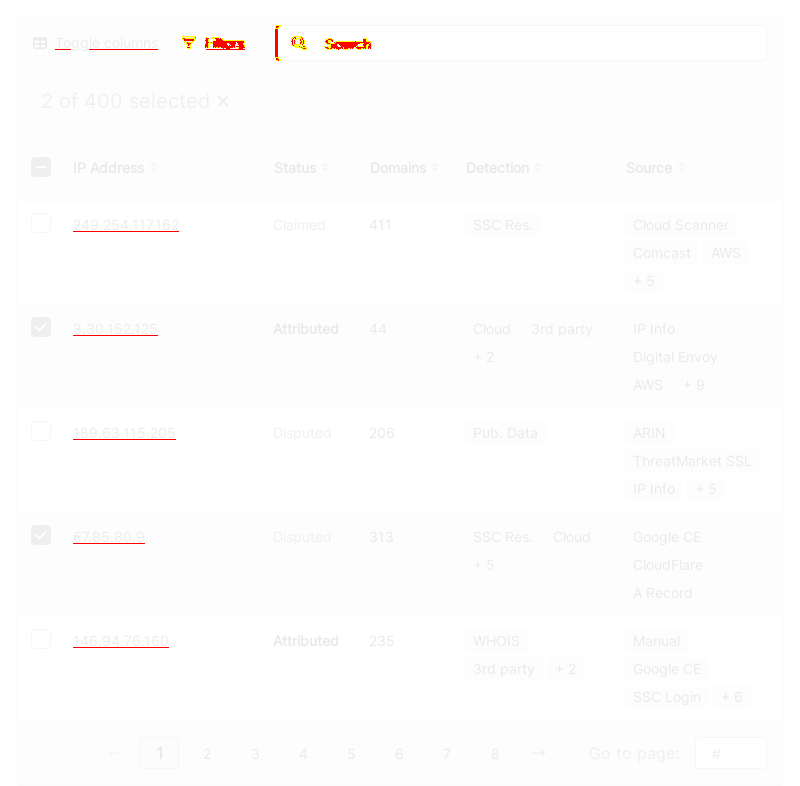 Toggle columns Filters Search
2 of 400 selected ×
IP Address Status Domains Detection Source
249.254.117.162 Claimed 411 SSC Res. Cloud Scanner
Comcast AWS
+ 5
3.30.152.125 Attributed 44 Cloud 3rd party IP Info
+ 2 Digital Envoy
AWS + 9
189.63.115.205 Disputed 206 Pub. Data ARIN
ThreatMarket SSL
IP Info + 5
67.85.80.9 Disputed 313 SSC Res. Cloud Google CE
+ 5 CloudFlare
A Record
146.94.76.160 Attributed 235 WHOIS Manual
3rd party + 2 Google CE
SSC Login + 6
← 1 2 3 4 5 6 7 8 → Go to page: #